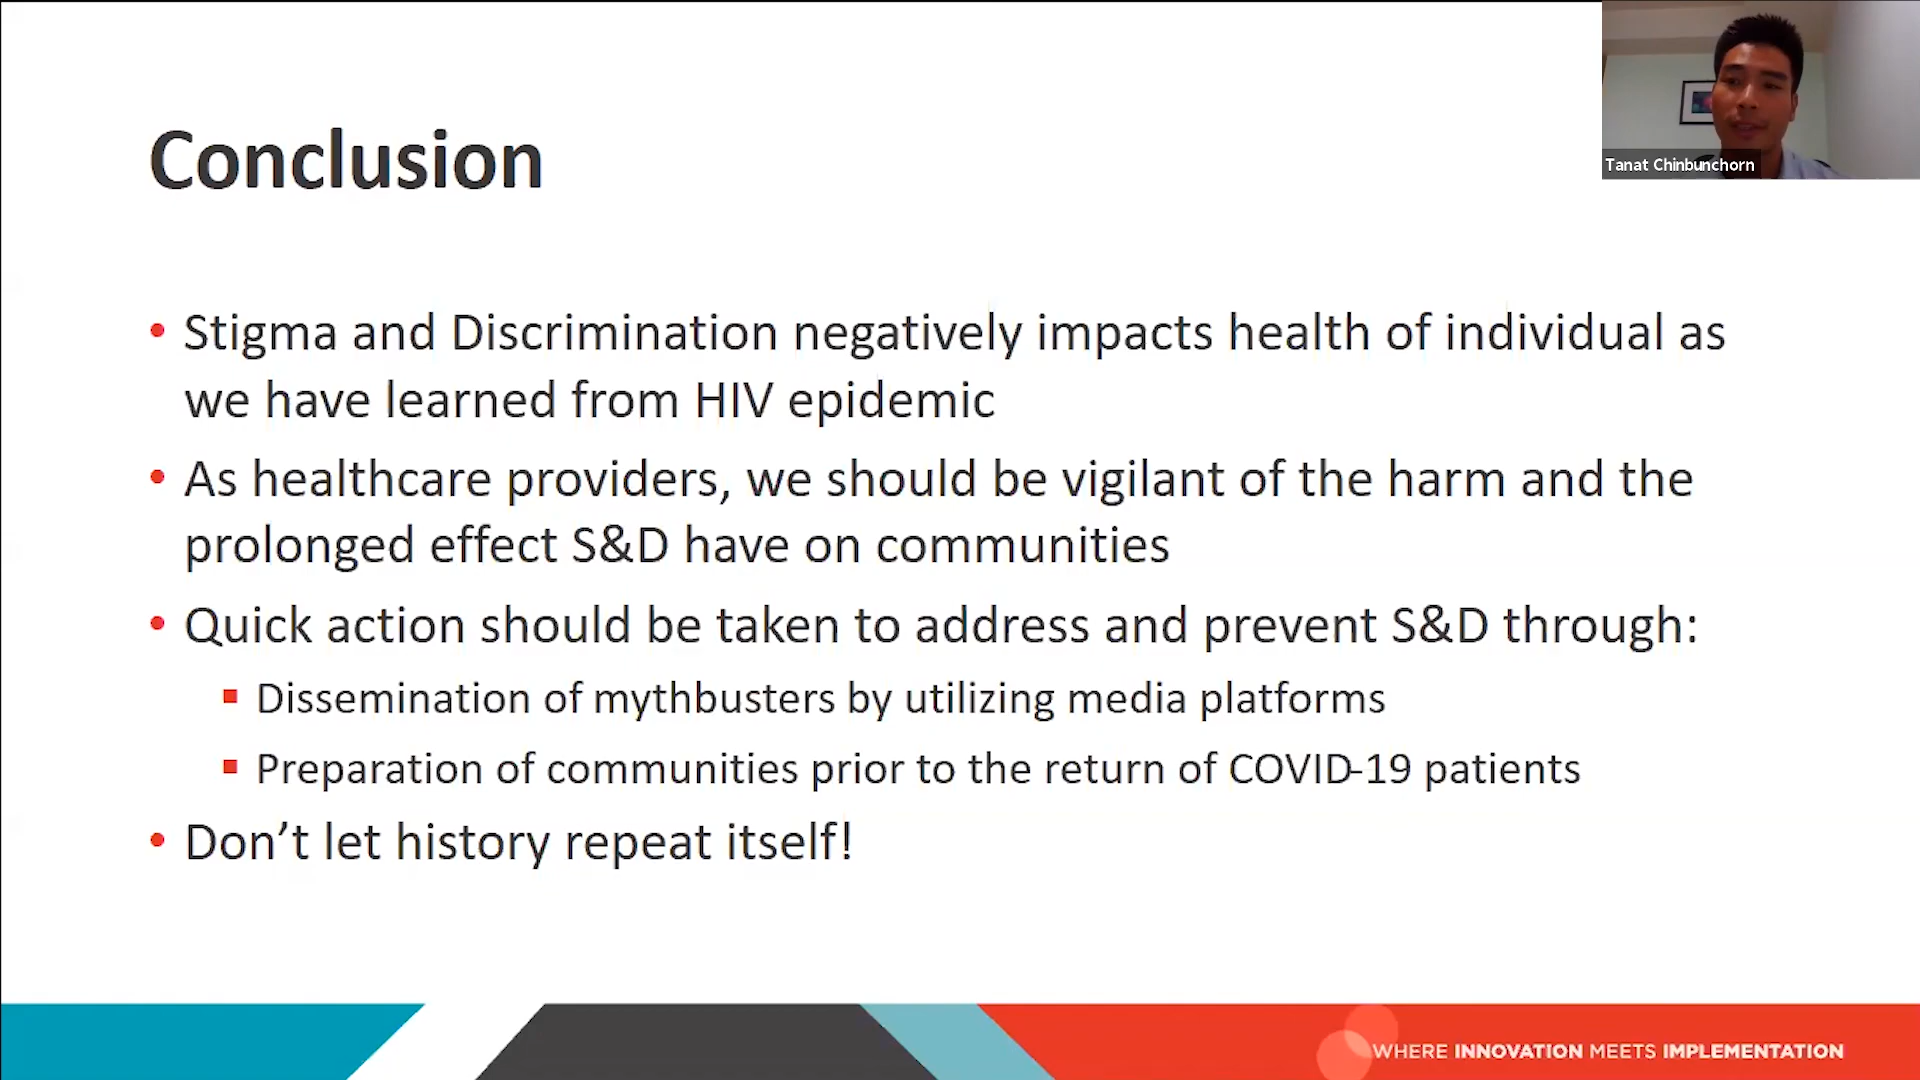 Conclusion
Tanat Chinbunchorn
• Stigma and Discrimination negatively impacts health of individual as
we have learned from HIV epidemic
• As healthcare providers, we should be vigilant of the harm and the
prolonged effect S&D have on communities
• Quick action should be taken to address and prevent S&D through:
▪ Dissemination of mythbusters by utilizing media platforms
▪ Preparation of communities prior to the return of COVID-19 patients
• Don’t let history repeat itself!
WHERE INNOVATION MEETS IMPLEMENTATION